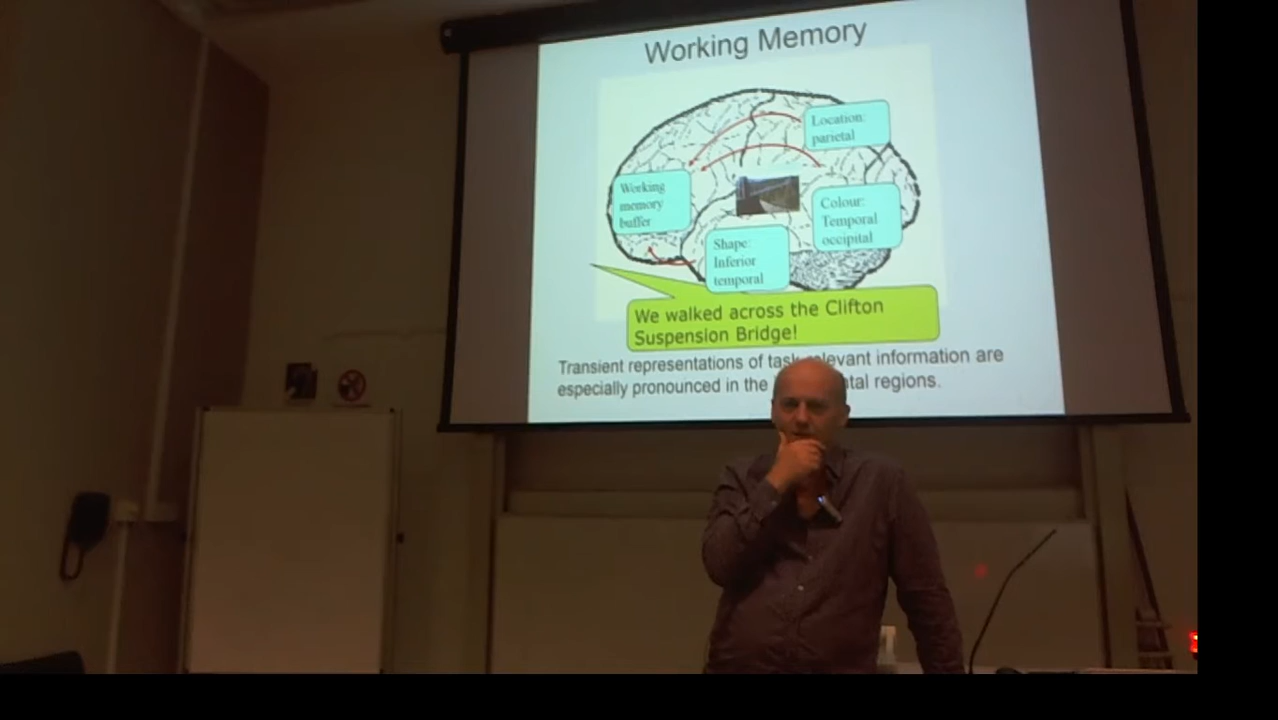 Working Memory
Location:
parietal
Working
memory
buffer
Colour:
Temporal
occipital
Shape:
Inferior
temporal
We walked across the Clifton
Suspension Bridge!
Transient representations of task relevant information are
especially pronounced in the tal regions.